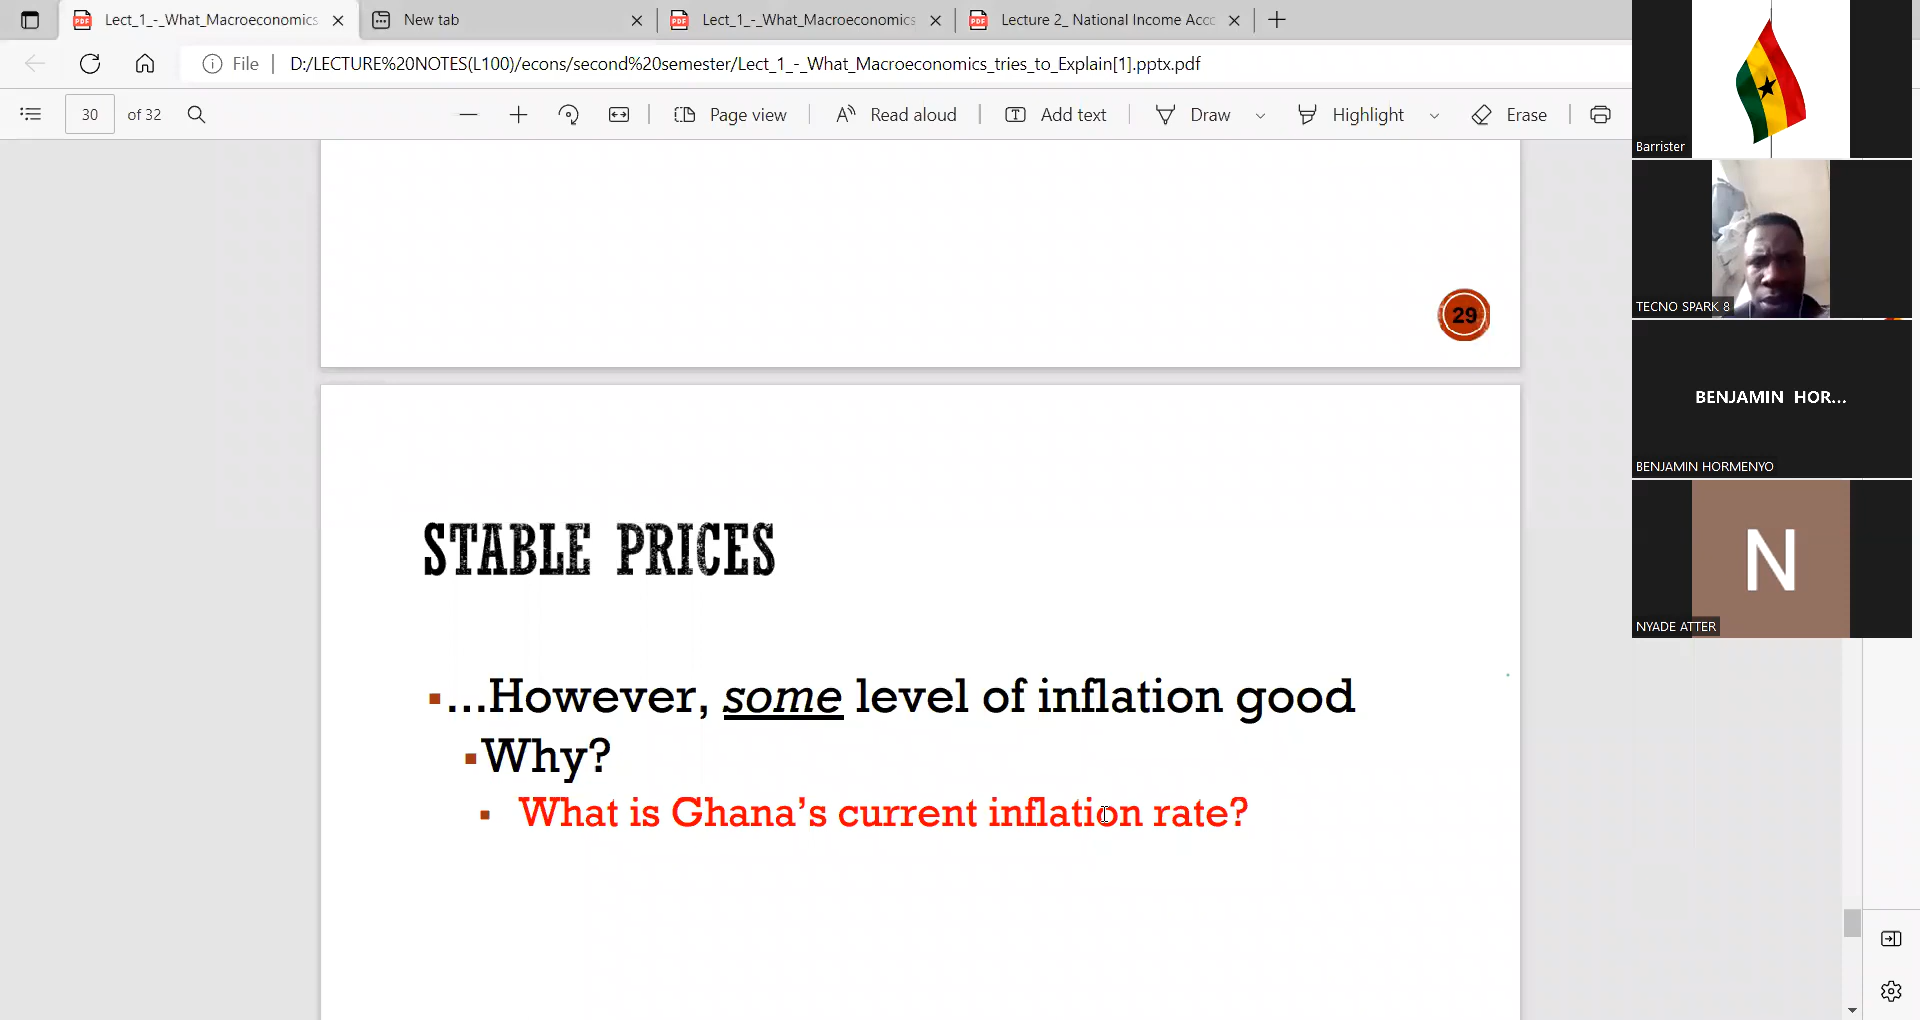 Lect_1_-_What_Macroeconomics
New tab
Lect_1_-_What_Macroeconomics
Lecture 2_ National Income Acco
File
D:/LECTURE%20NOTES(L100)/econs/second%20semester/Lect_1_-_What_Macroeconomics_tries_to_Explain[1].pptx.pdf
30 of 32
Page view
Read aloud
Add text
Draw
Highlight
Erase
Barrister
TECNO SPARK 8
29
BENJAMIN HOR...
BENJAMIN HORMENYO
N
NYADE ATTER
STABLE PRICES
...However, some level of inflation good
Why?
What is Ghana's current inflation rate?